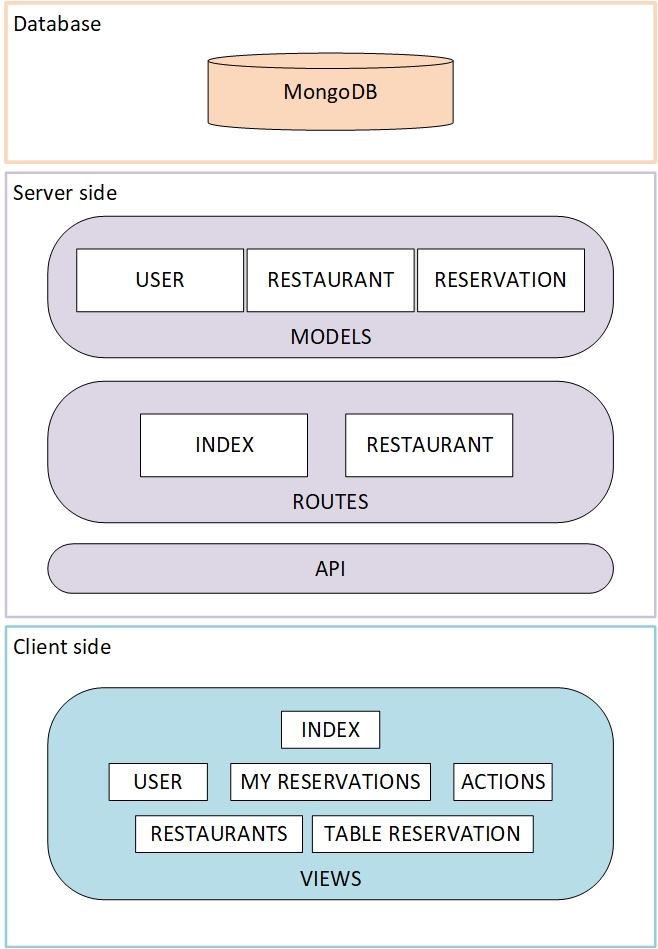 Database
MongoDB
Server side
USER RESTAURANT RESERVATION
MODELS
INDEX RESTAURANT
ROUTES
API
Client side
INDEX
USER MY RESERVATIONS ACTIONS
RESTAURANTS TABLE RESERVATION
VIEWS